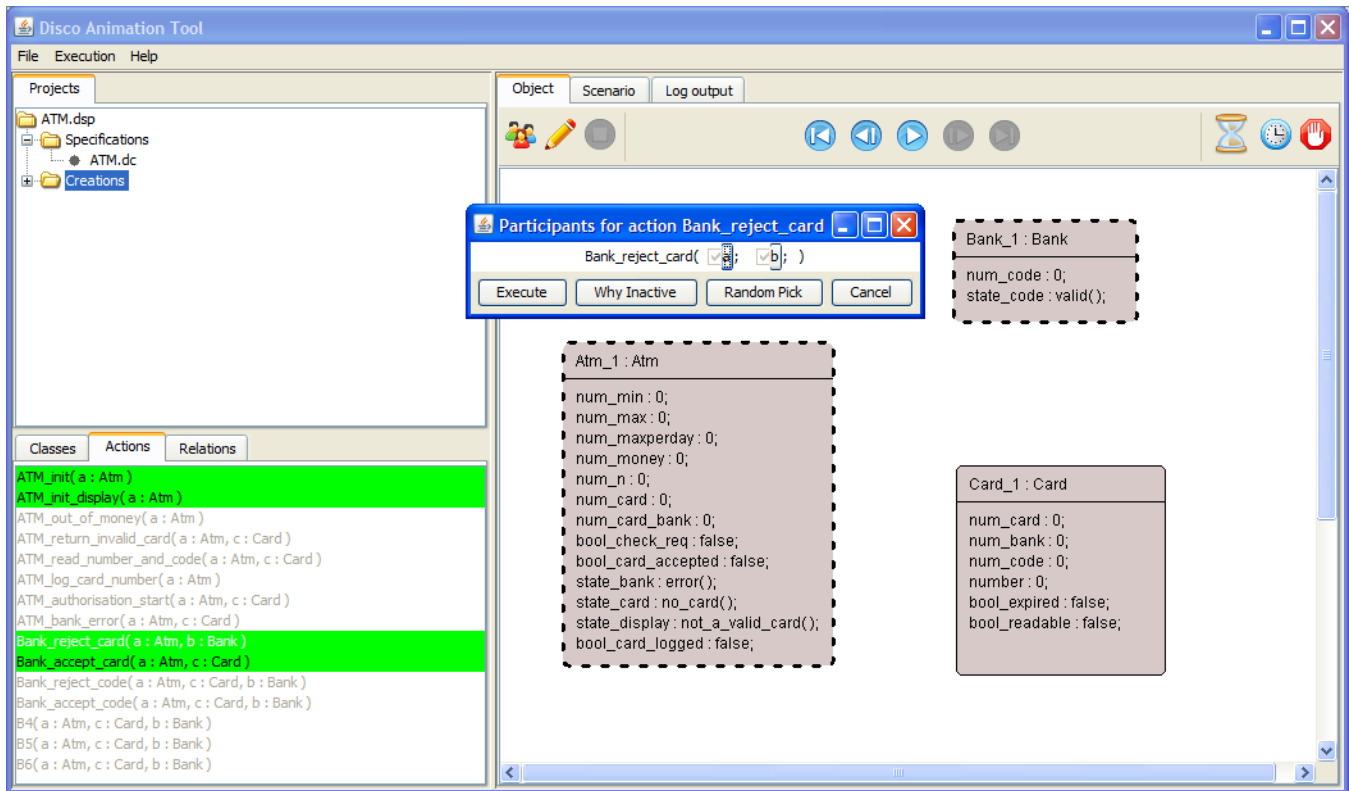 Disco Animation Tool
File Execution Help
Projects
ATM.dsp
Specifications
ATM.dc
Creations
Classes Actions Relations
ATM_init( a : Atm )
ATM_init_display( a : Atm )
ATM_out_of_money( a : Atm )
ATM_return_invalid_card( a : Atm, c : Card )
ATM_read_number_and_code( a : Atm, c : Card )
ATM_log_card_number( a : Atm )
ATM_authorisation_start( a : Atm, c : Card )
ATM_bank_error( a : Atm, c : Card )
Bank_reject_card( a : Atm, b : Bank )
Bank_accept_card( a : Atm, c : Card )
Bank_reject_code( a : Atm, c : Card, b : Bank )
Bank_accept_code( a : Atm, c : Card, b : Bank )
B4( a : Atm, c : Card, b : Bank )
B5( a : Atm, c : Card, b : Bank )
B6( a : Atm, c : Card, b : Bank )
Object Scenario Log output
Participants for action Bank_reject_card
Bank_reject_card( a; b; )
Execute Why Inactive Random Pick Cancel
Bank_1 : Bank
num_code : 0;
state_code : valid();
Atm_1 : Atm
num_min : 0;
num_max : 0;
num_maxperday : 0;
num_money : 0;
num_n : 0;
num_card : 0;
num_card_bank : 0;
bool_check_req : false;
bool_card_accepted : false;
state_bank : error();
state_card : no_card();
state_display : not_a_valid_card();
bool_card_logged : false;
Card_1 : Card
num_card : 0;
num_bank : 0;
num_code : 0;
number : 0;
bool_expired : false;
bool_readable : false;